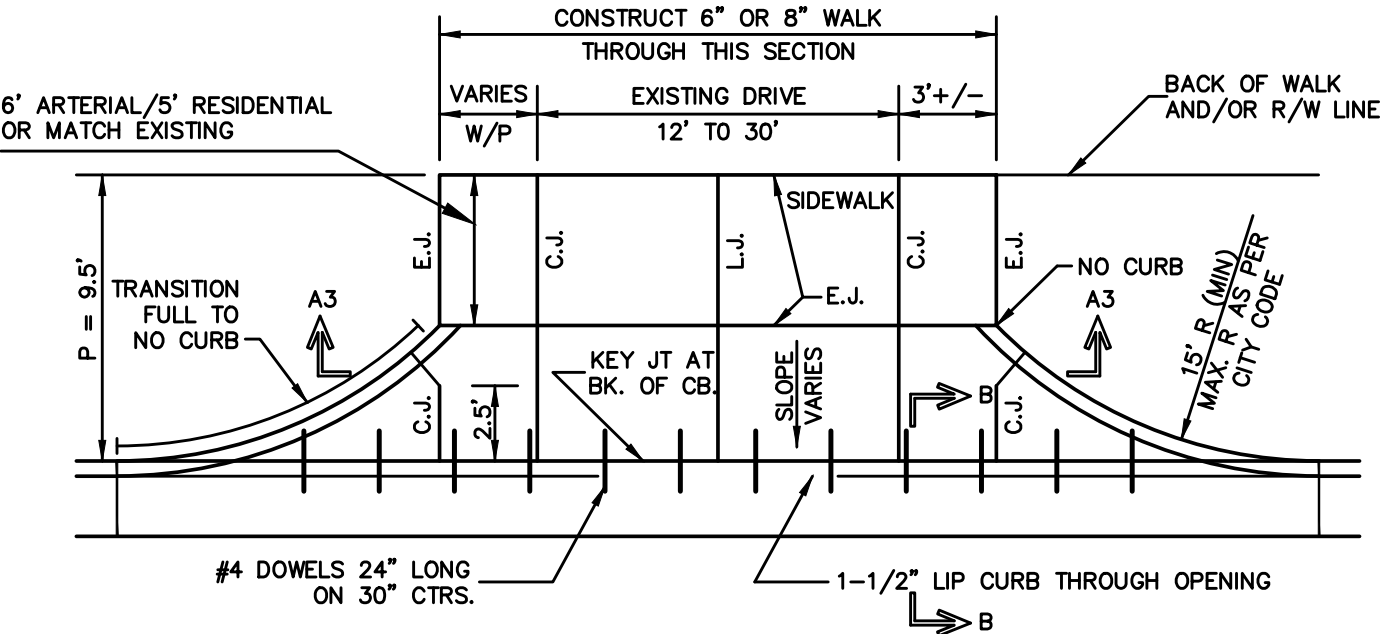 CONSTRUCT 6" OR 8" WALK
THROUGH THIS SECTION
6' ARTERIAL/5' RESIDENTIAL
OR MATCH EXISTING
VARIES
W/P
EXISTING DRIVE
12' TO 30'
3'+/-
BACK OF WALK
AND/OR R/W LINE
SIDEWALK
E.J.
C.J.
L.J.
C.J.
E.J.
P = 9.5'
TRANSITION
FULL TO
NO CURB
A3
E.J.
NO CURB
A3
15' R (MIN)
MAX. R AS PER
CITY CODE
KEY JT AT
BK. OF CB.
SLOPE
VARIES
B
C.J.
2.5'
C.J.
#4 DOWELS 24" LONG
ON 30" CTRS.
1-1/2" LIP CURB THROUGH OPENING
B